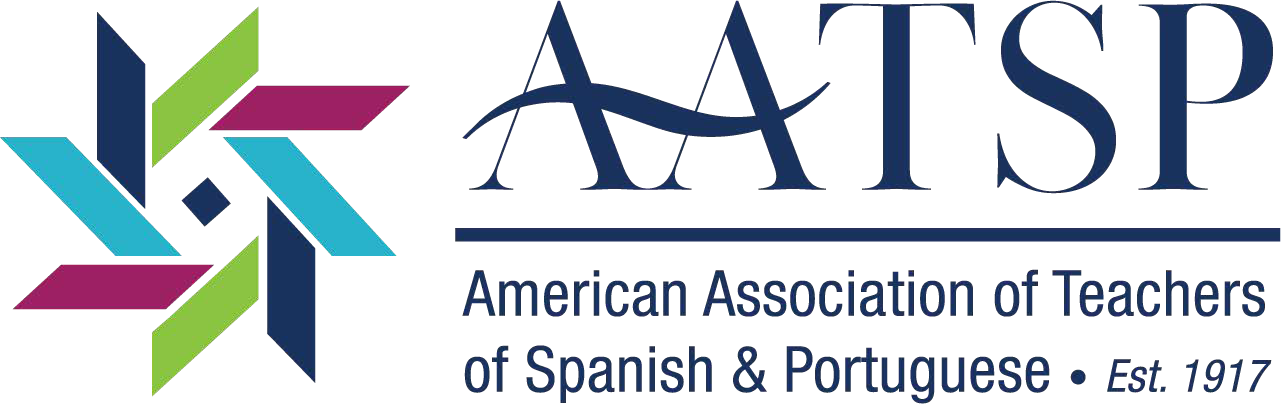 AATSP
American Association of Teachers
of Spanish & Portuguese • Est. 1917